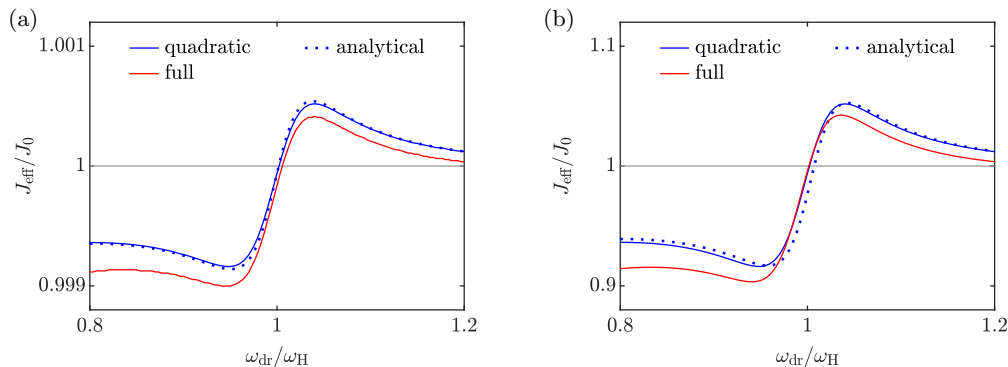 (a)
1.001
quadratic analytical
full
J_eff/J_0
1
0.999
0.8 1 1.2
ω_dr/ω_H
(b)
1.1
quadratic analytical
full
J_eff/J_0
1
0.9
0.8 1 1.2
ω_dr/ω_H